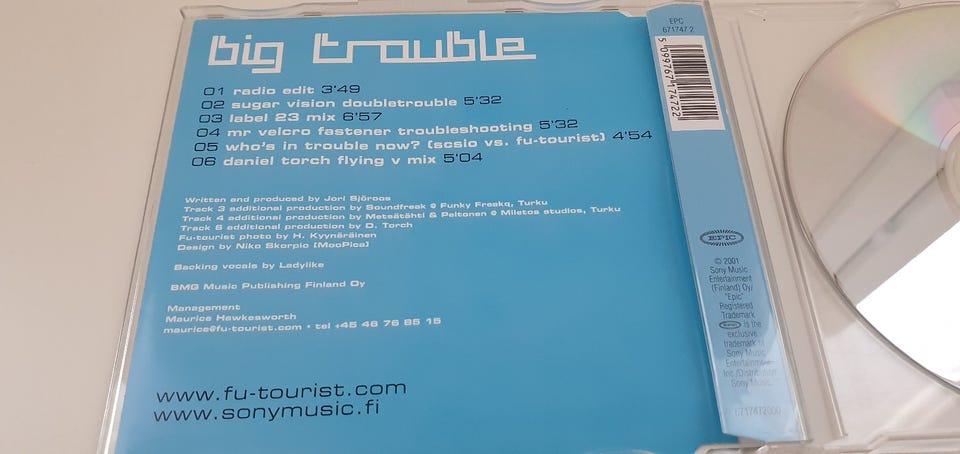 big trouble
01 radio edit 3'49
02 sugar vision doubletrouble 5'32
03 label 23 mix 6'57
04 mr velcro fastener troubleshooting 5'32
05 who's in trouble now? (scsio vs. fu-tourist) 4'54
06 daniel torch flying v mix 5'04
Written and produced by Jori Sjöroos
Track 3 additional production by Soundfreak @ Funky Freakq, Turku
Track 4 additional production by Metsätähti & Peltonen @ Miletos studios, Turku
Track 6 additional production by D. Torch
Fu-tourist photo by H. Kyynäräinen
Design by Niko Skorpio (MooPica)
Backing vocals by Ladylike
BMG Music Publishing Finland Oy
Management
Maurice Hawkesworth
maurice@fu-tourist.com • tel +45 46 76 85 15
www.fu-tourist.com
www.sonymusic.fi
EPC
671747 2
5 099767 174722
EPIC
© 2001
Sony Music
Entertainment
(Finland) Oy/
"Epic"
Registered
Trademark
EPIC is the
exclusive
trademark of
Sony Music
Entertainment
Inc./Distribution
Sony Music.
6717472000